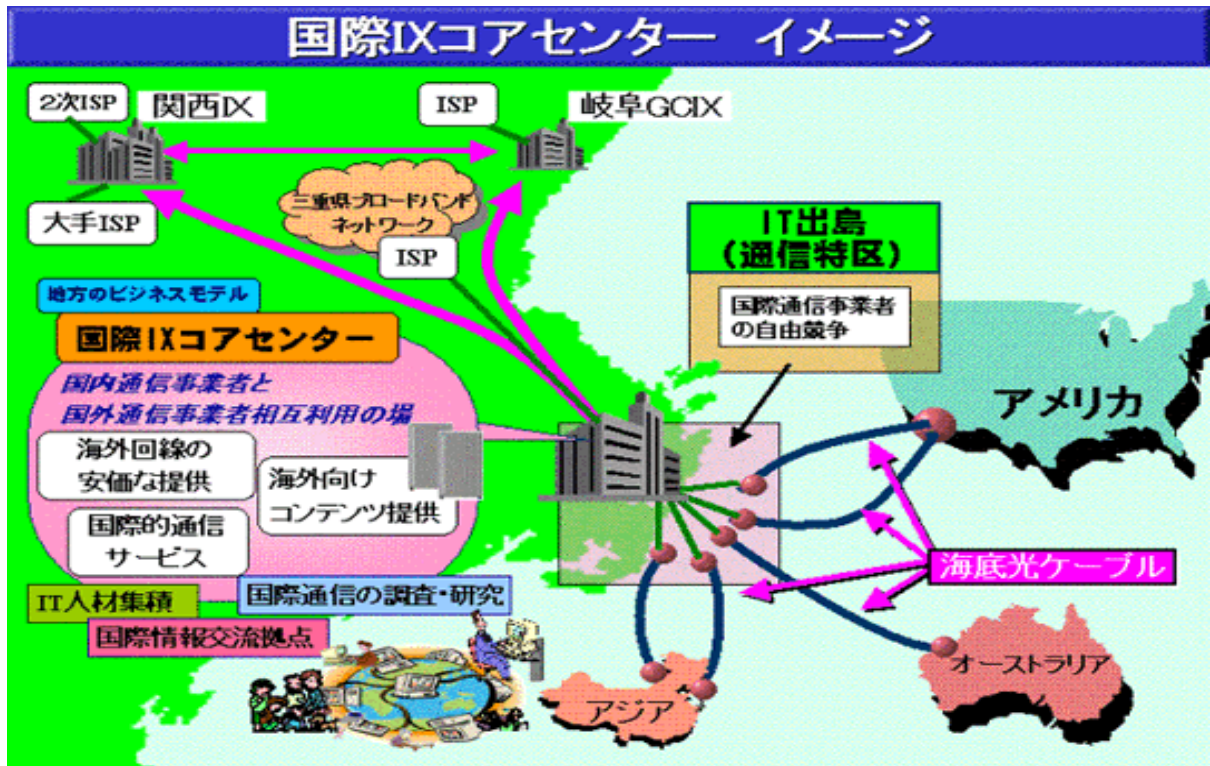 国際IXコアセンター イメージ
2次ISP
関西IX
ISP
岐阜GCIX
大手ISP
三重県ブロードバンド
ネットワーク
ISP
IT出島
(通信特区)
国際通信事業者
の自由競争
地方のビジネスモデル
国際IXコアセンター
国内通信事業者と
国外通信事業者相互利用の場
海外回線の
安価な提供
海外向け
コンテンツ提供
国際的通信
サービス
アメリカ
海底光ケーブル
IT人材集積
国際通信の調査・研究
国際情報交流拠点
アジア
オーストラリア